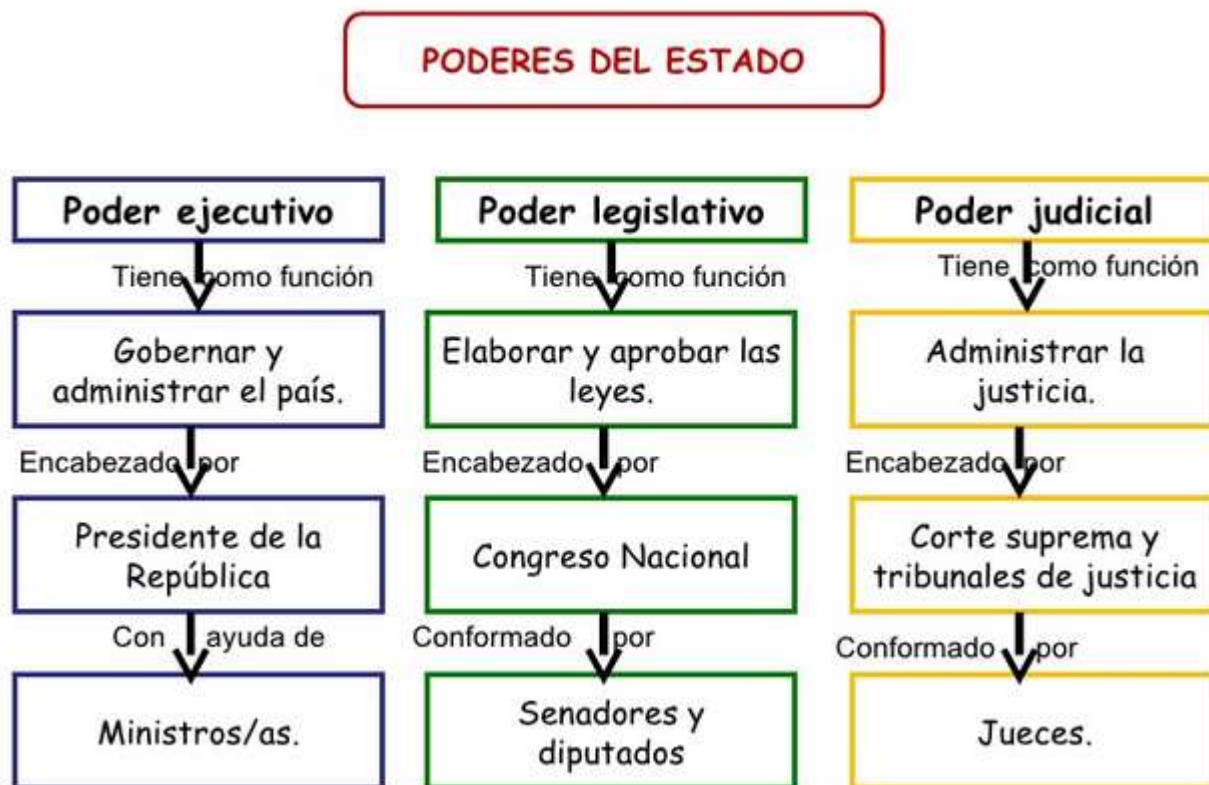 PODERES DEL ESTADO
Poder ejecutivo
Tiene como función
Gobernar y
administrar el país.
Encabezado por
Presidente de la
República
Con ayuda de
Ministros/as.
Poder legislativo
Tiene como función
Elaborar y aprobar las
leyes.
Encabezado por
Congreso Nacional
Conformado por
Senadores y
diputados
Poder judicial
Tiene como función
Administrar la
justicia.
Encabezado por
Corte suprema y
tribunales de justicia
Conformado por
Jueces.